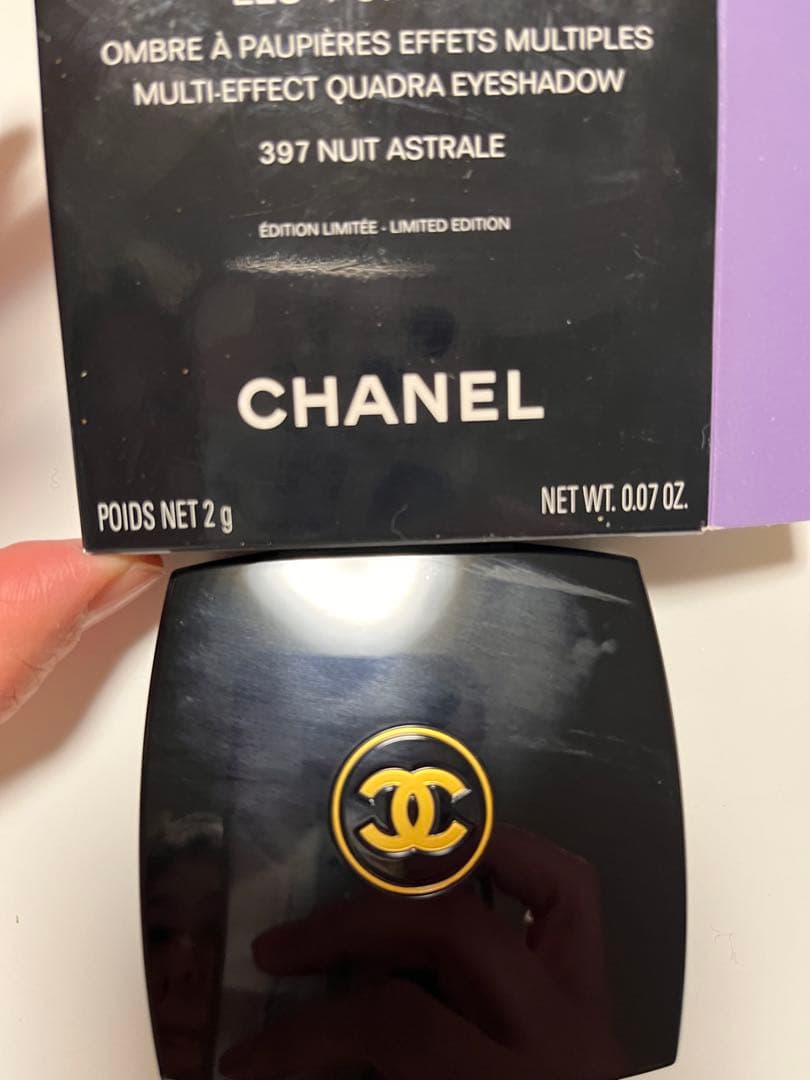 OMBRE À PAUPIÈRES EFFETS MULTIPLES
MULTI-EFFECT QUADRA EYESHADOW
397 NUIT ASTRALE
ÉDITION LIMITÉE - LIMITED EDITION
CHANEL
POIDS NET 2 g
NET WT. 0.07 OZ.